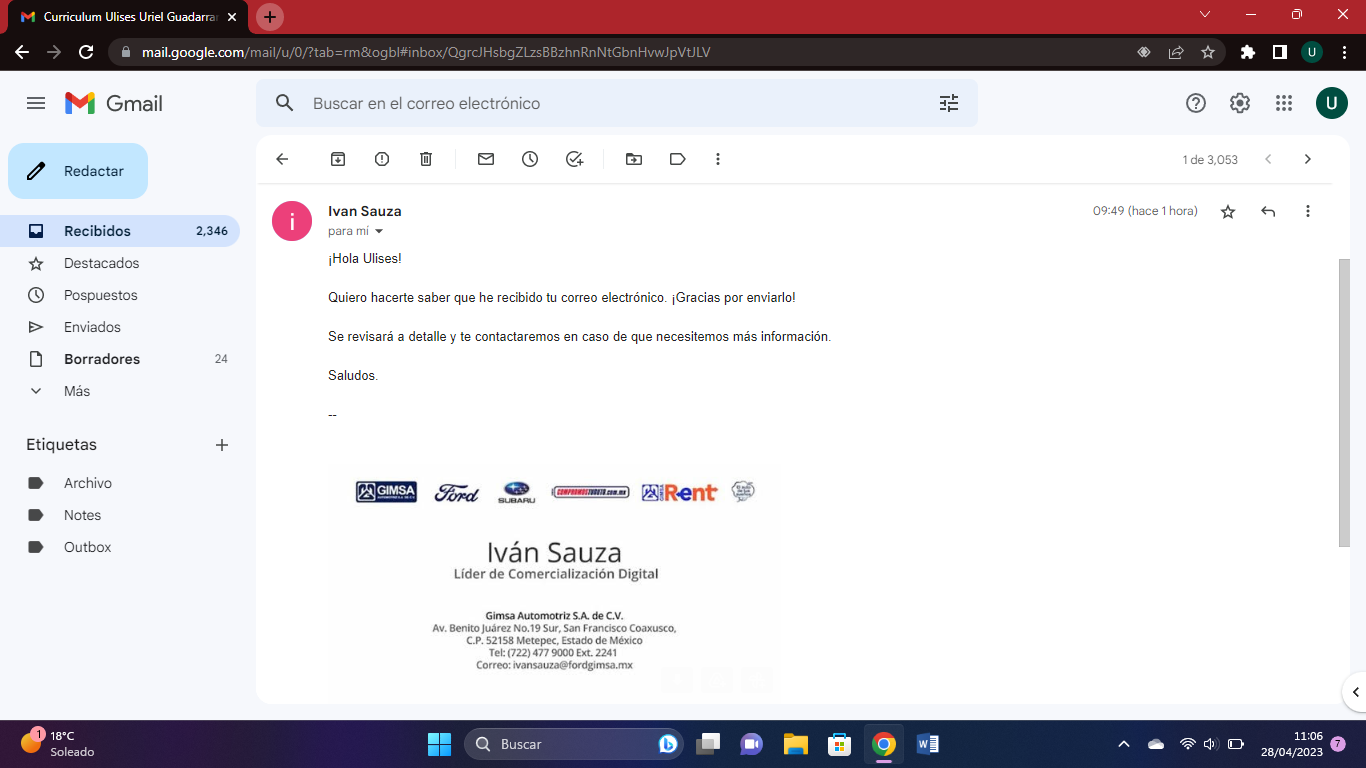 Curriculum Ulises Uriel Guadarrar
mail.google.com/mail/u/0/?tab=rm&ogbl#inbox/QgrcJHsbgZLzsBBzhnRnNtGbnHvwJpVtJLV
U
Gmail
Buscar en el correo electrónico
U
Redactar
1 de 3,053
Recibidos 2,346
Destacados
Pospuestos
Enviados
Borradores 24
Más
Etiquetas
Archivo
Notes
Outbox
i
Ivan Sauza
09:49 (hace 1 hora)
para mí
¡Hola Ulises!
Quiero hacerte saber que he recibido tu correo electrónico. ¡Gracias por enviarlo!
Se revisará a detalle y te contactaremos en caso de que necesitemos más información.
Saludos.
--
GIMSA Ford SUBARU COMPRAMOSTUAUTO.com.mx Rent
Iván Sauza
Líder de Comercialización Digital
Gimsa Automotriz S.A. de C.V.
Av. Benito Juárez No.19 Sur, San Francisco Coaxusco,
C.P. 52158 Metepec, Estado de México
Tel: (722) 477 9000 Ext. 2241
Correo: ivansauza@fordgimsa.mx
1
18°C
Soleado
Buscar
11:06
28/04/2023
7